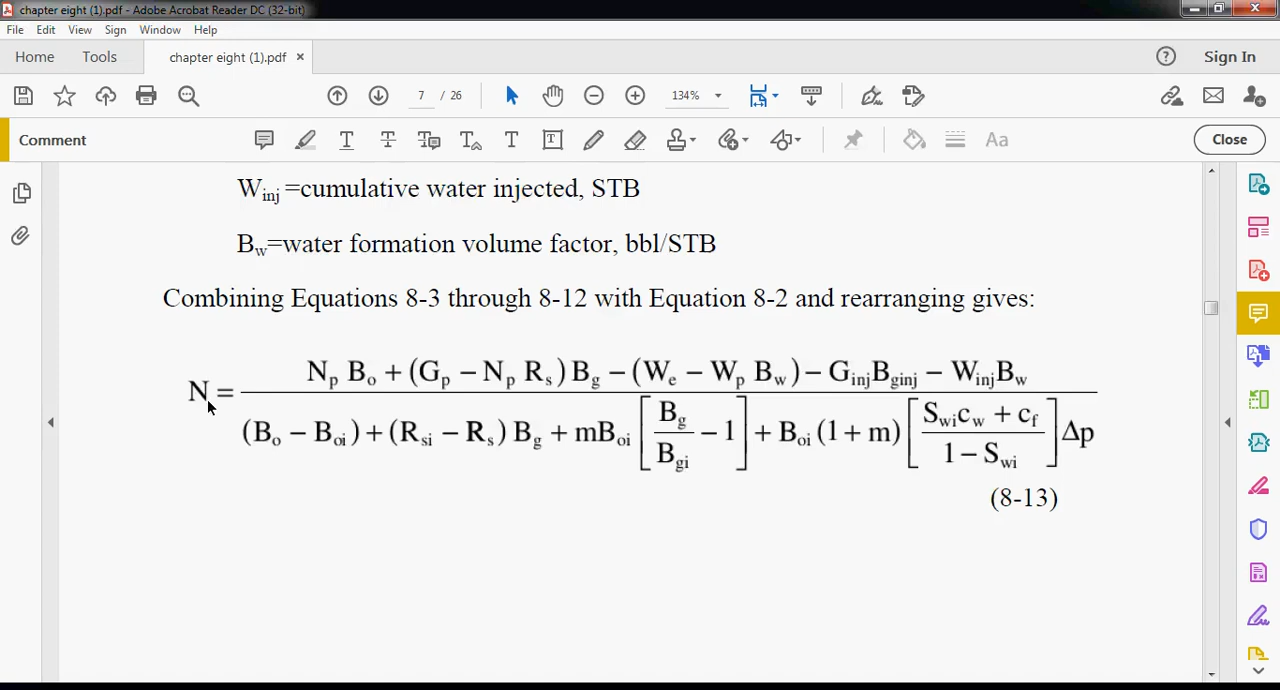 chapter eight (1).pdf - Adobe Acrobat Reader DC (32-bit)
File Edit View Sign Window Help
Home Tools chapter eight (1).pdf × Sign In
7 / 26 134%
Comment Close
W_inj =cumulative water injected, STB
B_w=water formation volume factor, bbl/STB
Combining Equations 8-3 through 8-12 with Equation 8-2 and rearranging gives:
N_p B_o + (G_p − N_p R_s) B_g − (W_e − W_p B_w) − G_inj B_ginj − W_inj B_w
N =
(B_o − B_oi) + (R_si − R_s) B_g + mB_oi [B_g / B_gi − 1] + B_oi (1 + m) [(S_wi c_w + c_f) / (1 − S_wi)] Δp
(8-13)